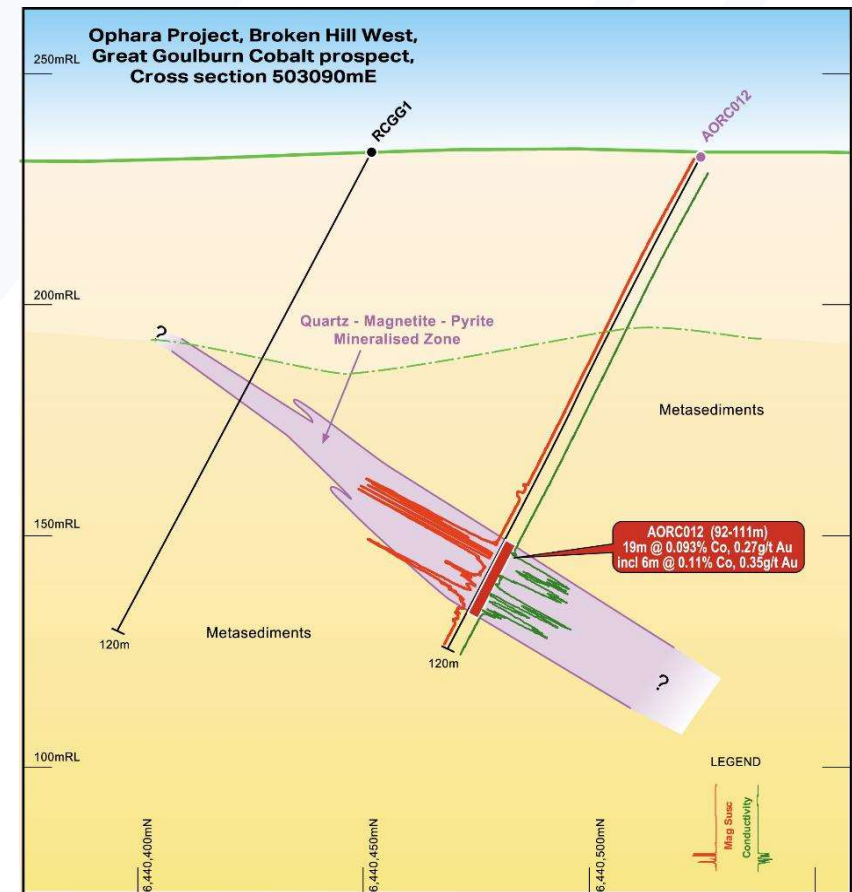 Ophara Project, Broken Hill West,
Great Goulburn Cobalt prospect,
Cross section 503090mE
250mRL
RCGG1
AORC012
200mRL
?
Quartz - Magnetite - Pyrite
Mineralised Zone
Metasediments
150mRL
AORC012 (92-111m)
19m @ 0.093% Co, 0.27g/t Au
incl 6m @ 0.11% Co, 0.35g/t Au
Metasediments
120m
120m
?
100mRL
LEGEND
Mag Susc
Conductivity
6,440,400mN
6,440,450mN
6,440,500mN